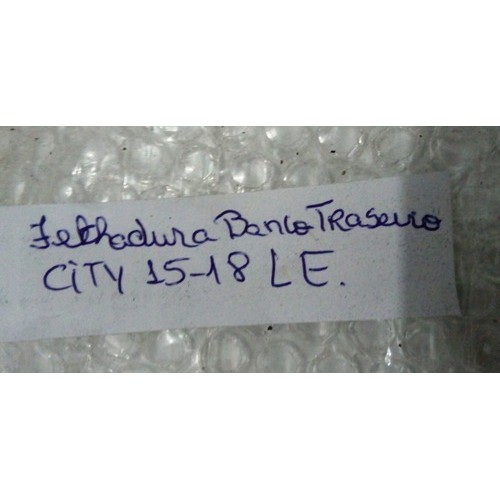 Fechadura Banco Traseiro
CiTY 15-18 LE.